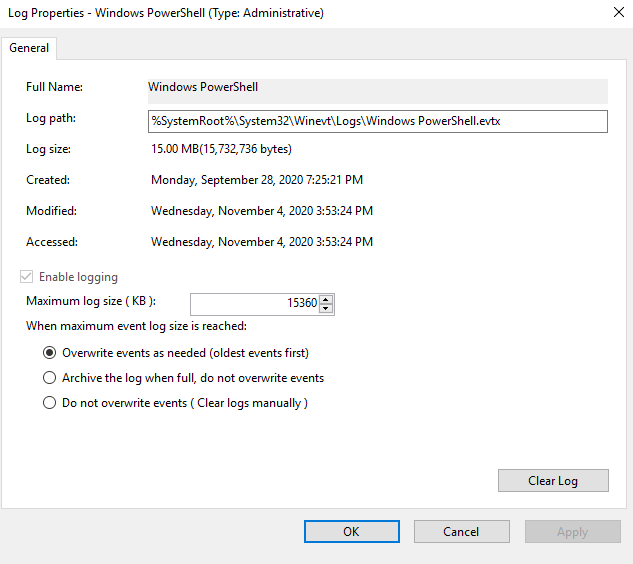 Log Properties - Windows PowerShell (Type: Administrative)
General
Full Name: Windows PowerShell
Log path: %SystemRoot%\System32\Winevt\Logs\Windows PowerShell.evtx
Log size: 15.00 MB(15,732,736 bytes)
Created: Monday, September 28, 2020 7:25:21 PM
Modified: Wednesday, November 4, 2020 3:53:24 PM
Accessed: Wednesday, November 4, 2020 3:53:24 PM
Enable logging
Maximum log size ( KB ): 15360
When maximum event log size is reached:
Overwrite events as needed (oldest events first)
Archive the log when full, do not overwrite events
Do not overwrite events ( Clear logs manually )
Clear Log
OK Cancel Apply